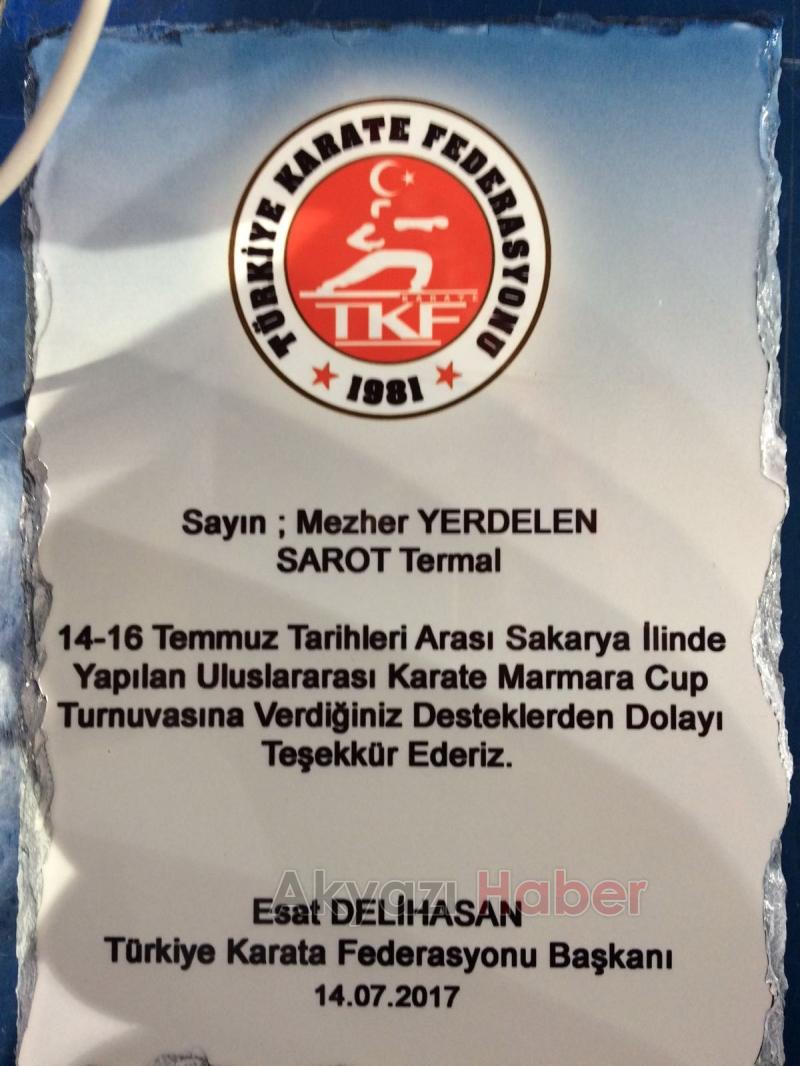 TÜRKİYE KARATE FEDERASYONU
KARATE
TKF
1981
Sayın ; Mezher YERDELEN
SAROT Termal
14-16 Temmuz Tarihleri Arası Sakarya İlinde
Yapılan Uluslararası Karate Marmara Cup
Turnuvasına Verdiğiniz Desteklerden Dolayı
Teşekkür Ederiz.
Akyazı Haber
Esat DELİHASAN
Türkiye Karata Federasyonu Başkanı
14.07.2017